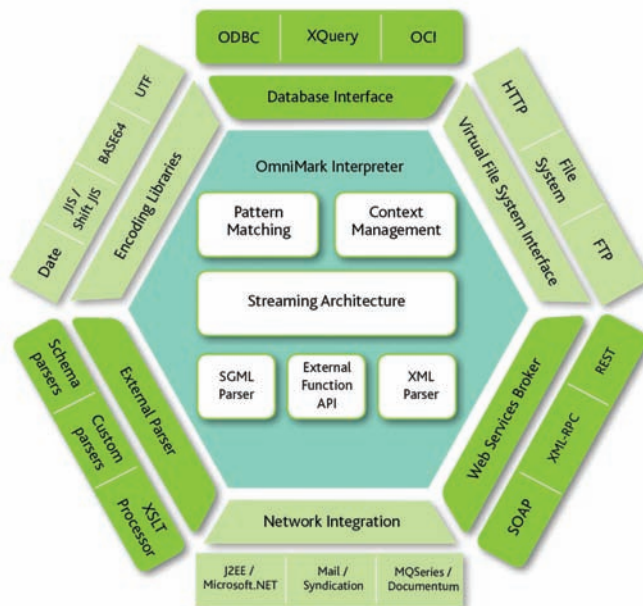 ODBC
XQuery
OCI
Database Interface
UTF
BASE64
JIS /
Shift JIS
Date
Encoding Libraries
HTTP
File
System
FTP
Virtual File System Interface
OmniMark Interpreter
Pattern
Matching
Context
Management
Streaming Architecture
SGML
Parser
External
Function
API
XML
Parser
Schema
parsers
Custom
parsers
XSLT
Processor
External Parser
Web Services Broker
REST
XML-RPC
SOAP
Network Integration
J2EE /
Microsoft.NET
Mail /
Syndication
MQSeries /
Documentum